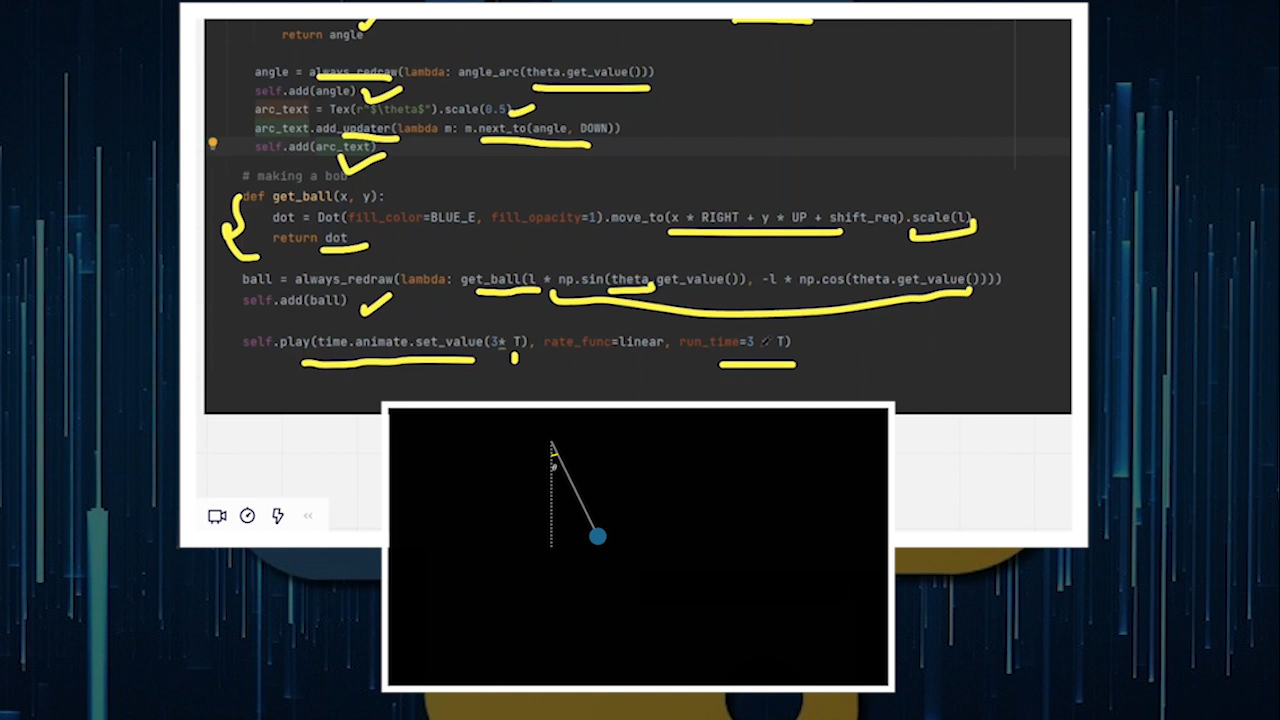 return angle
angle = always_redraw(lambda: angle_arc(theta.get_value()))
self.add(angle)
arc_text = Tex(r"$\theta$").scale(0.5)
arc_text.add_updater(lambda m: m.next_to(angle, DOWN))
self.add(arc_text)
# making a bob
def get_ball(x, y):
dot = Dot(fill_color=BLUE_E, fill_opacity=1).move_to(x * RIGHT + y * UP + shift_req).scale(l)
return dot
ball = always_redraw(lambda: get_ball(l * np.sin(theta.get_value()), -l * np.cos(theta.get_value())))
self.add(ball)
self.play(time.animate.set_value(3* T), rate_func=linear, run_time=3 * T)
θ